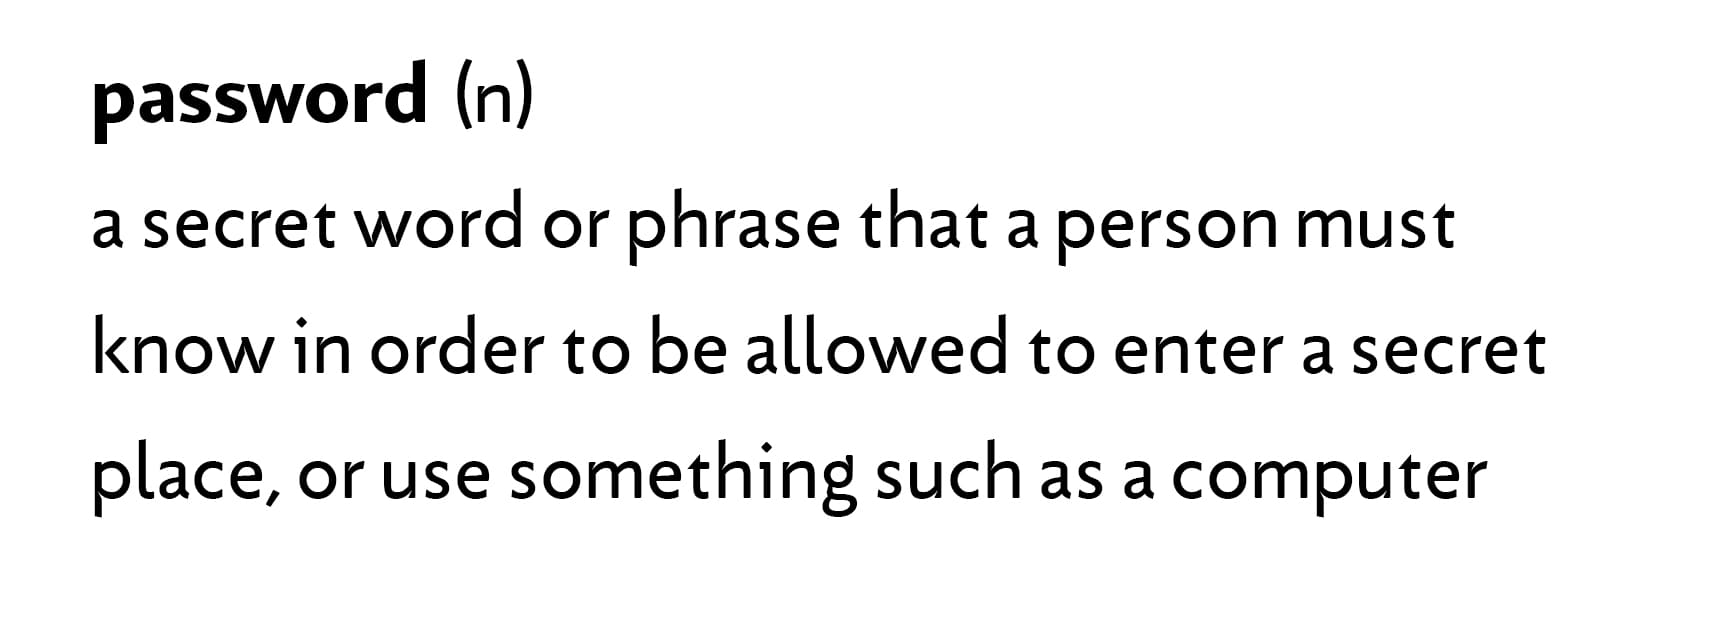 password (n)
a secret word or phrase that a person must
know in order to be allowed to enter a secret
place, or use something such as a computer